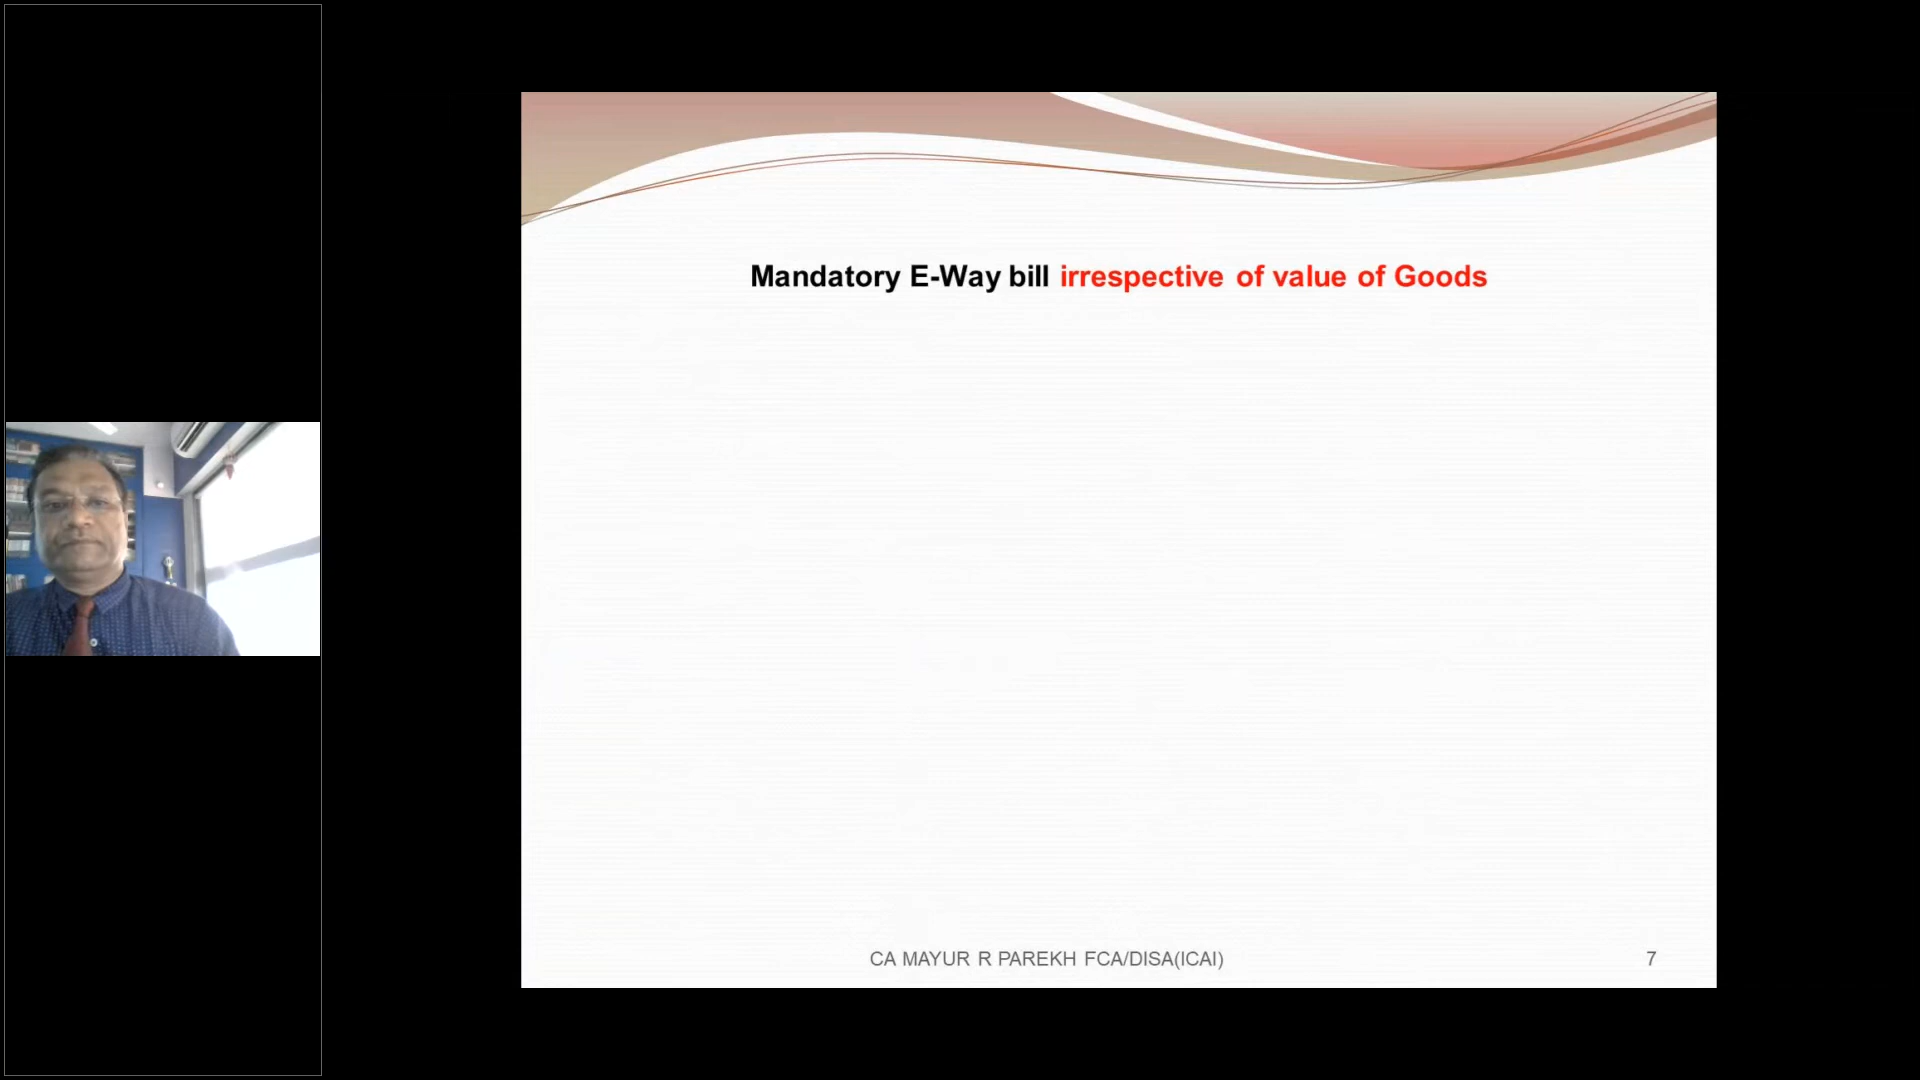 Mandatory E-Way bill irrespective of value of Goods
CA MAYUR R PAREKH FCA/DISA(ICAI)
7